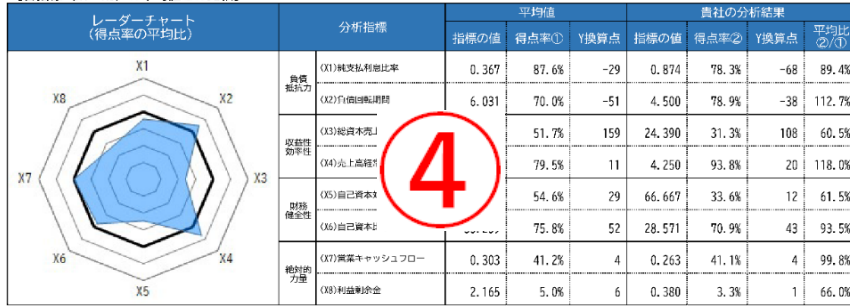 レーダーチャート
(得点率の平均比)
分析指標
平均値
貴社の分析結果
指標の値 得点率① Y換算点 指標の値 得点率② Y換算点 平均比 ②/①
負債抵抗力
(X1)純支払利息比率 0.367 87.6% -29 0.874 78.3% -68 89.4%
(X2)負債回転期間 6.031 70.0% -51 4.500 78.9% -38 112.7%
収益性効率性
(X3)総資本売上 51.7% 159 24.390 31.3% 108 60.5%
(X4)売上高経常 79.5% 11 4.250 93.8% 20 118.0%
財務健全性
(X5)自己資本対 54.6% 29 66.667 33.6% 12 61.5%
(X6)自己資本比 75.8% 52 28.571 70.9% 43 93.5%
絶対的力量
(X7)営業キャッシュフロー 0.303 41.2% 4 0.263 41.1% 4 99.8%
(X8)利益剰余金 2.165 5.0% 6 0.380 3.3% 1 66.0%
X1
X2
X3
X4
X5
X6
X7
X8
④